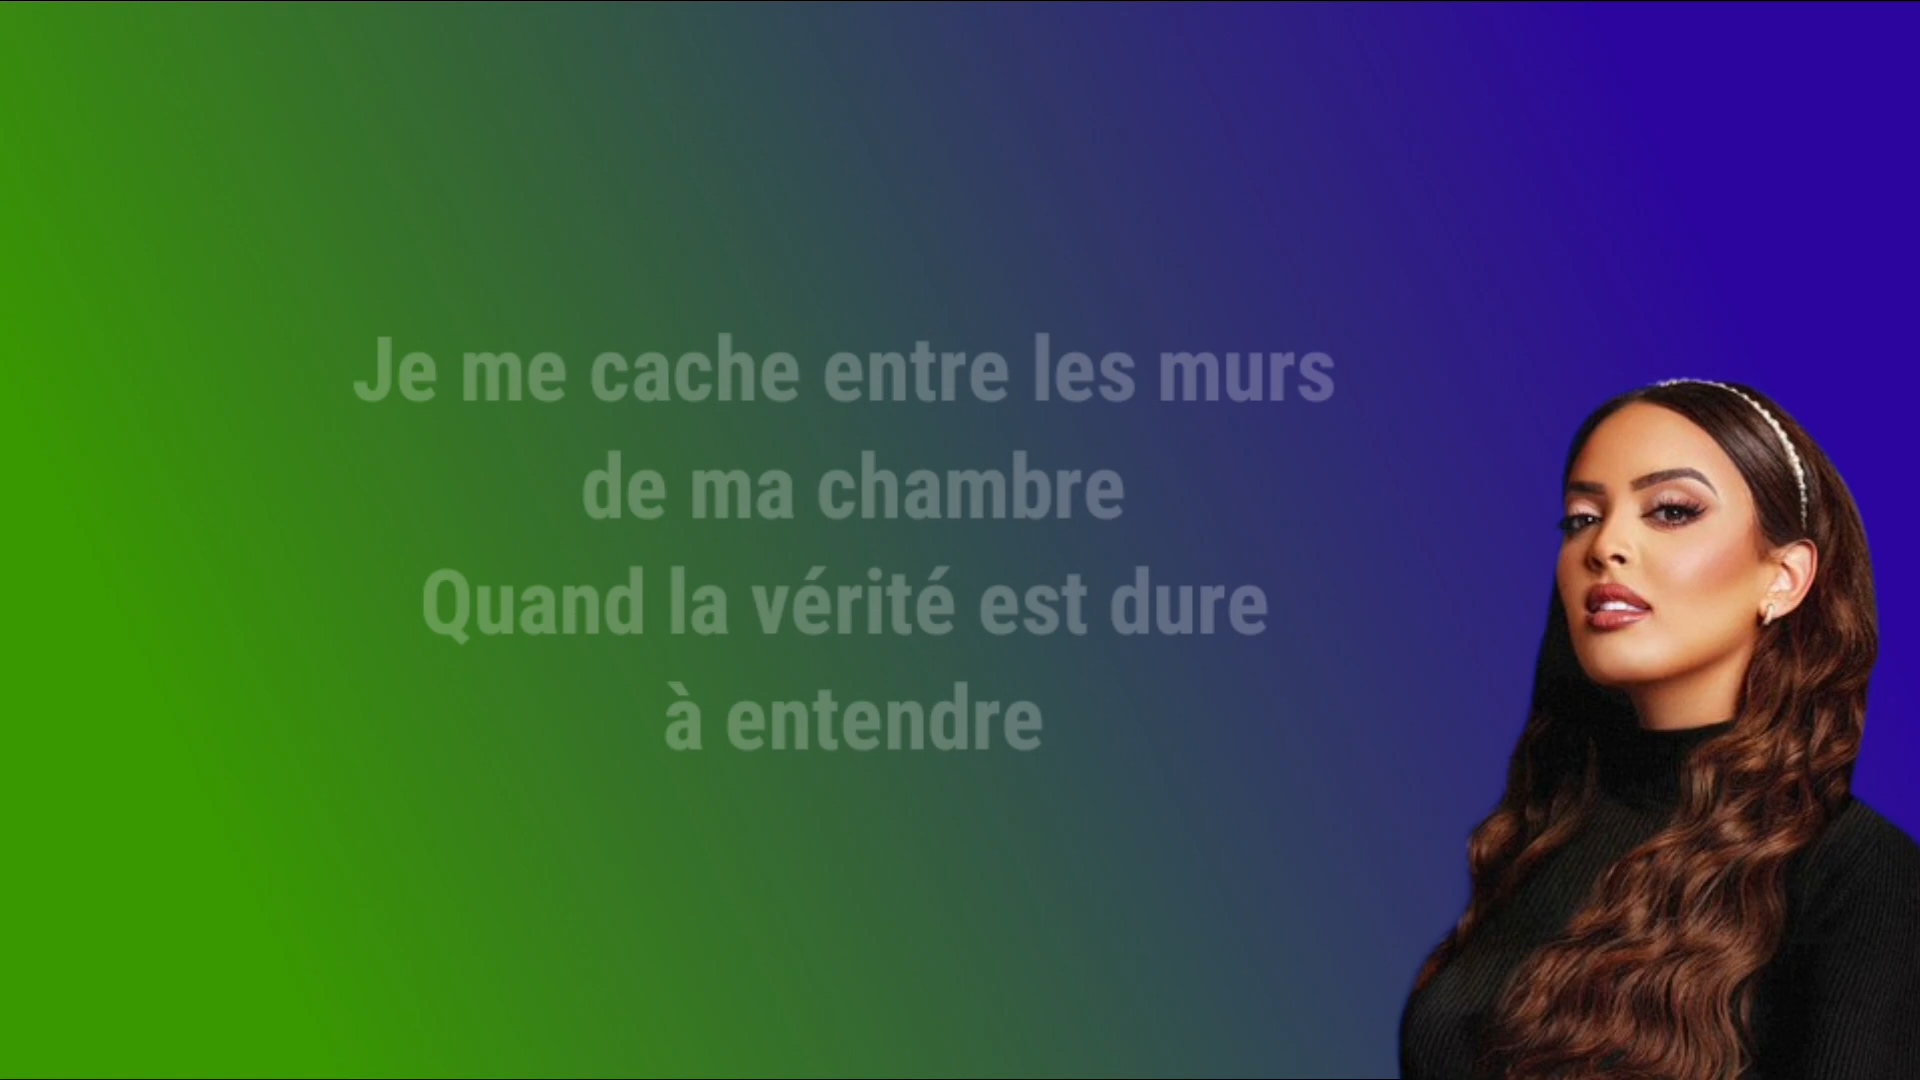 Je me cache entre les murs
de ma chambre
Quand la vérité est dure
à entendre